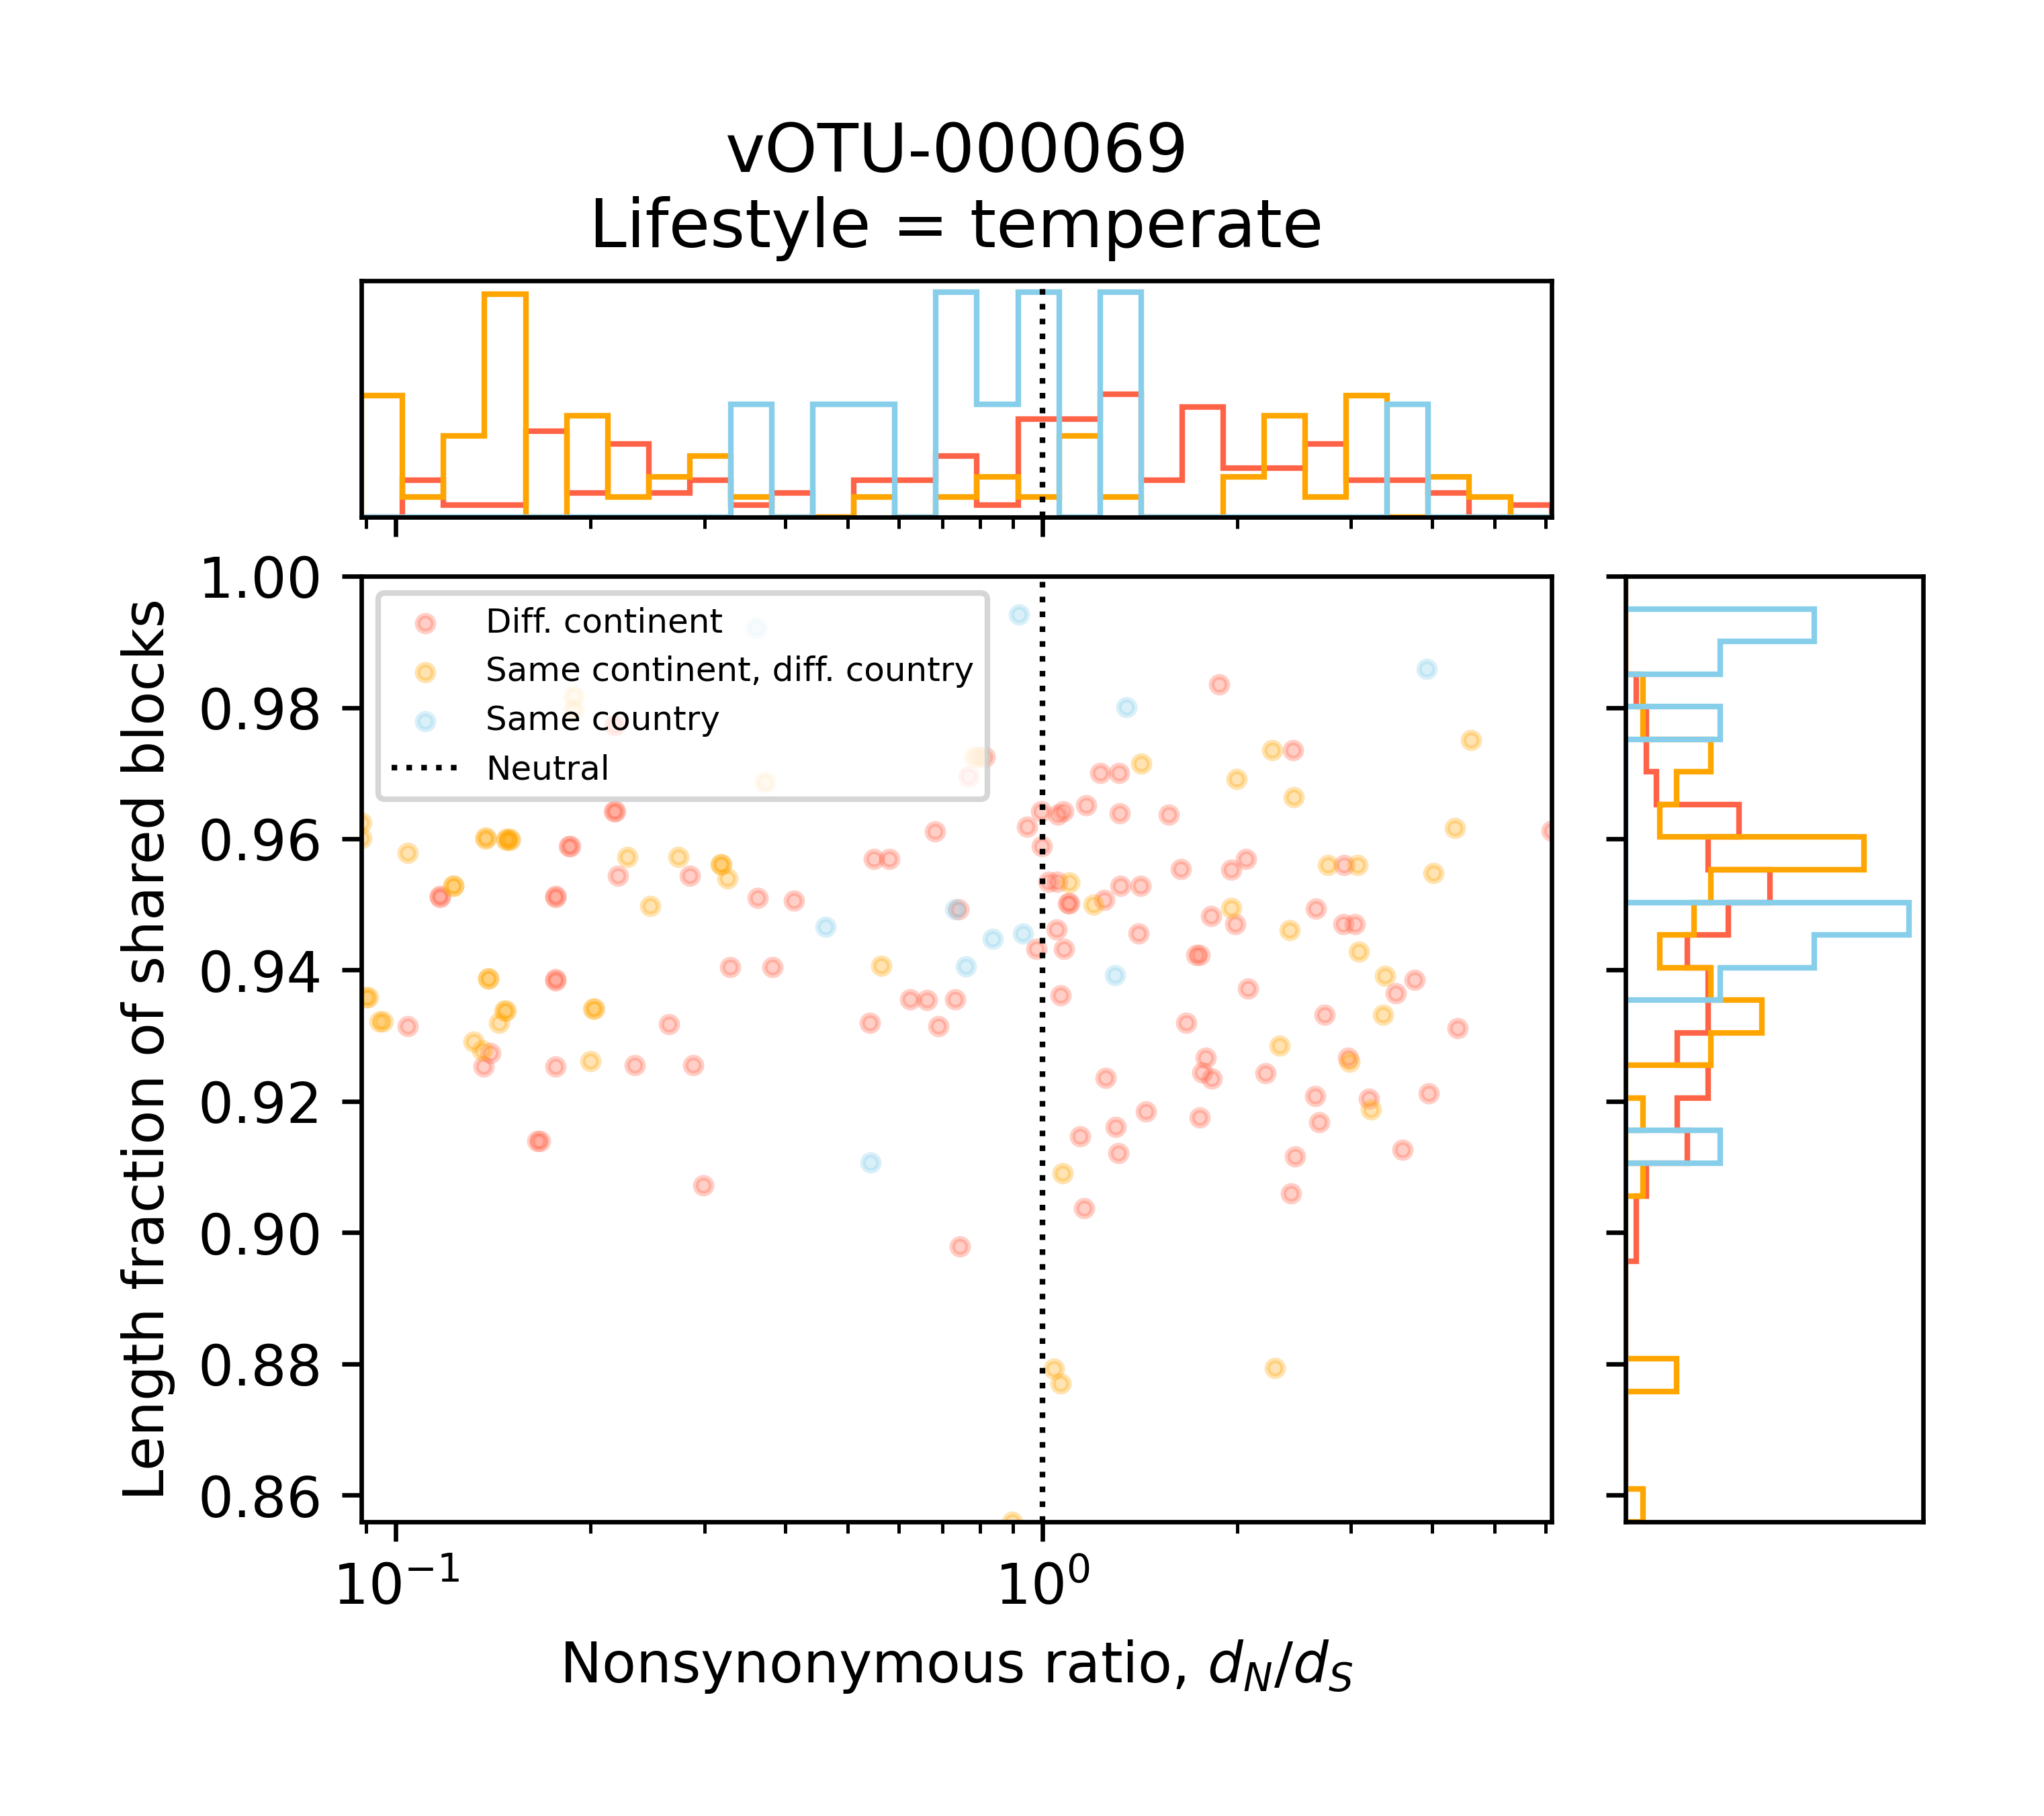 vOTU-000069
Lifestyle = temperate
Diff. continent
Same continent, diff. country
Same country
Neutral
1.00
0.98
0.96
0.94
0.92
0.90
0.88
0.86
Length fraction of shared blocks
10⁻¹
10⁰
Nonsynonymous ratio, d_N/d_S